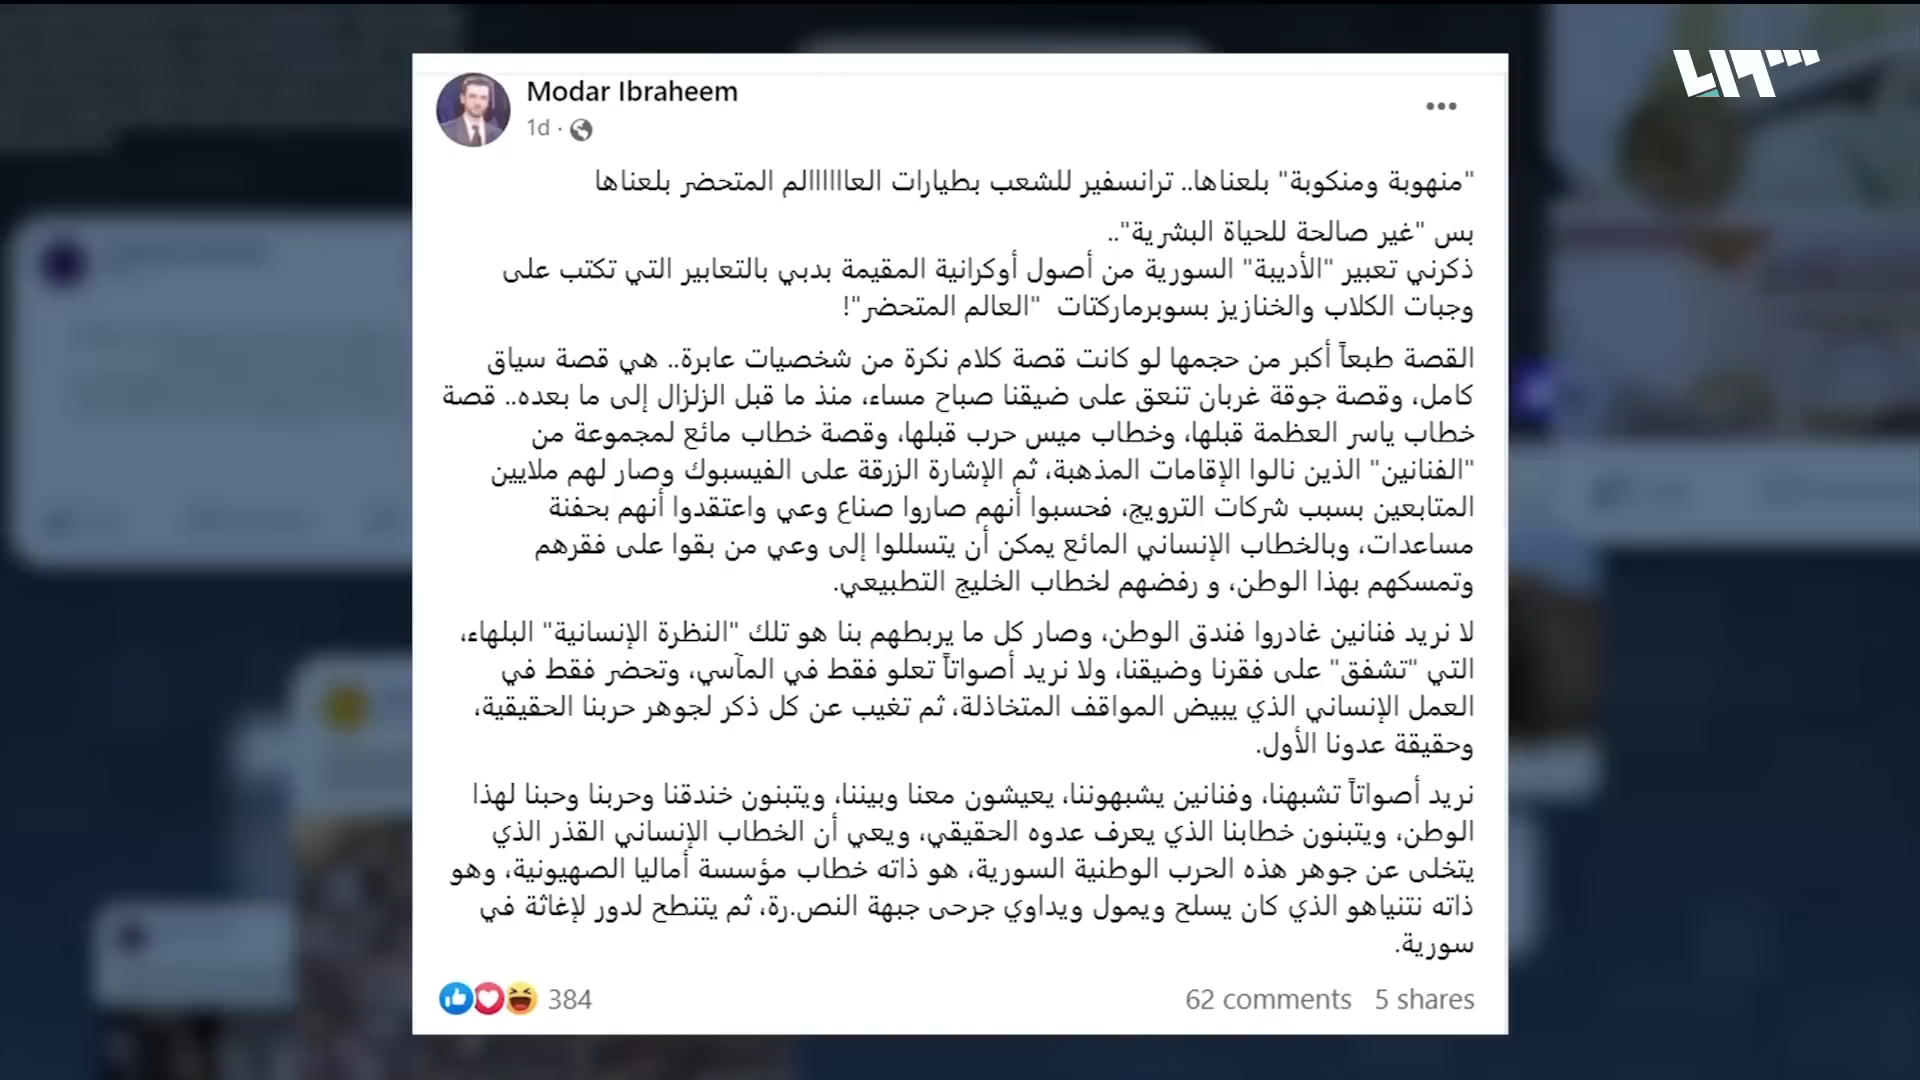 Modar Ibraheem
1d ·
"منهوبة ومنكوبة" بلعناها.. ترانسفير للشعب بطيارات العاااااالم المتحضر بلعناها
بس "غير صالحة للحياة البشرية"..
ذكرني تعبير "الأديبة" السورية من أصول أوكرانية المقيمة بدبي بالتعابير التي تكتب على
وجبات الكلاب والخنازيز بسوبرماركتات "العالم المتحضر"!
القصة طبعاً أكبر من حجمها لو كانت قصة كلام نكرة من شخصيات عابرة.. هي قصة سياق
كامل، وقصة جوقة غربان تنعق على ضيقنا صباح مساء، منذ ما قبل الزلزال إلى ما بعده.. قصة
خطاب ياسر العظمة قبلها، وخطاب ميس حرب قبلها، وقصة خطاب مائع لمجموعة من
"الفنانين" الذين نالوا الإقامات المذهبة، ثم الإشارة الزرقة على الفيسبوك وصار لهم ملايين
المتابعين بسبب شركات الترويج، فحسبوا أنهم صاروا صناع وعي واعتقدوا أنهم بحفنة
مساعدات، وبالخطاب الإنساني المائع يمكن أن يتسللوا إلى وعي من بقوا على فقرهم
وتمسكهم بهذا الوطن، و رفضهم لخطاب الخليج التطبيعي.
لا نريد فنانين غادروا فندق الوطن، وصار كل ما يربطهم بنا هو تلك "النظرة الإنسانية" البلهاء،
التي "تشفق" على فقرنا وضيقنا، ولا نريد أصواتاً تعلو فقط في المآسي، وتحضر فقط في
العمل الإنساني الذي يبيض المواقف المتخاذلة، ثم تغيب عن كل ذكر لجوهر حربنا الحقيقية،
وحقيقة عدونا الأول.
نريد أصواتاً تشبهنا، وفنانين يشبهوننا، يعيشون معنا وبيننا، ويتبنون خندقنا وحربنا وحبنا لهذا
الوطن، ويتبنون خطابنا الذي يعرف عدوه الحقيقي، ويعي أن الخطاب الإنساني القذر الذي
يتخلى عن جوهر هذه الحرب الوطنية السورية، هو ذاته خطاب مؤسسة أماليا الصهيونية، وهو
ذاته نتنياهو الذي كان يسلح ويمول ويداوي جرحى جبهة النص.رة، ثم يتنطح لدور لإغاثة في
سورية.
384
62 comments 5 shares